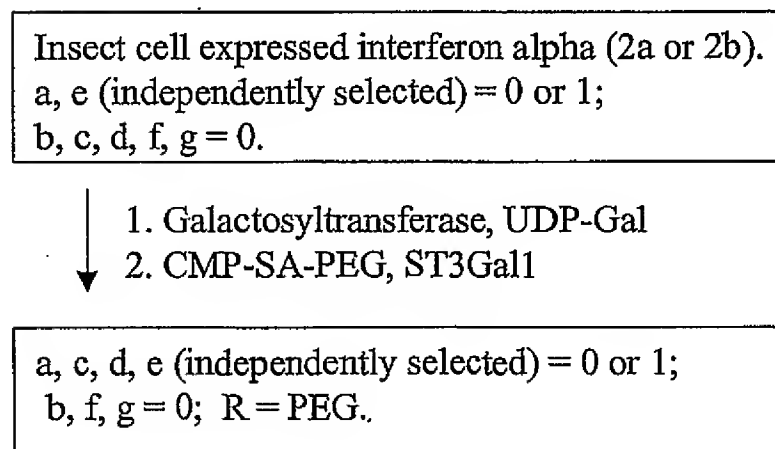 Insect cell expressed interferon alpha (2a or 2b).
a, e (independently selected) = 0 or 1;
b, c, d, f, g = 0.
1. Galactosyltransferase, UDP-Gal
2. CMP-SA-PEG, ST3Gal1
a, c, d, e (independently selected) = 0 or 1;
b, f, g = 0; R = PEG.